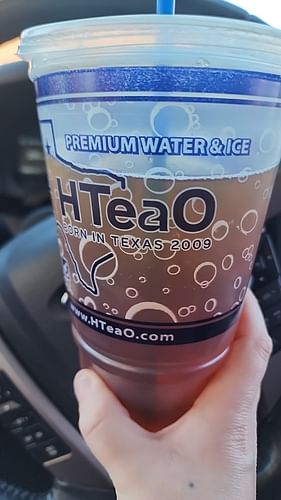 PREMIUM WATER & ICE
HTeaO
BORN IN TEXAS 2009
www.HTeaO.com